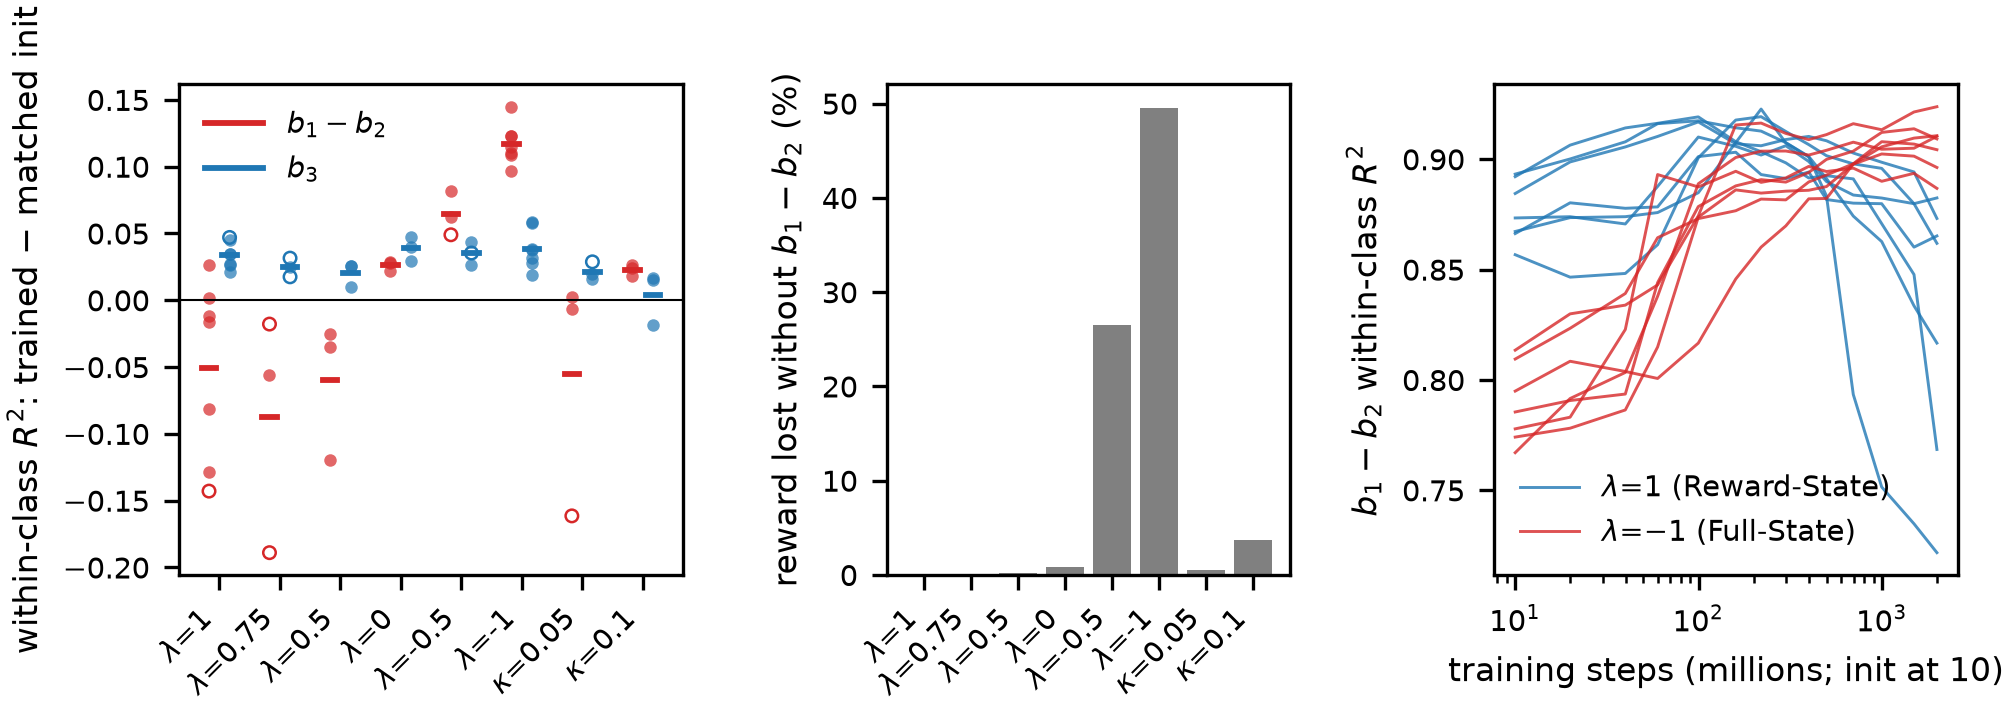 within-class R²: trained − matched init
0.15
0.10
0.05
0.00
−0.05
−0.10
−0.15
−0.20
b₁ − b₂
b₃
λ=1
λ=0.75
λ=0.5
λ=0
λ=-0.5
λ=-1
κ=0.05
κ=0.1
reward lost without b₁ − b₂ (%)
50
40
30
20
10
0
λ=1
λ=0.75
λ=0.5
λ=0
λ=-0.5
λ=-1
κ=0.05
κ=0.1
b₁ − b₂ within-class R²
0.90
0.85
0.80
0.75
λ=1 (Reward-State)
λ=−1 (Full-State)
10¹
10²
10³
training steps (millions; init at 10)